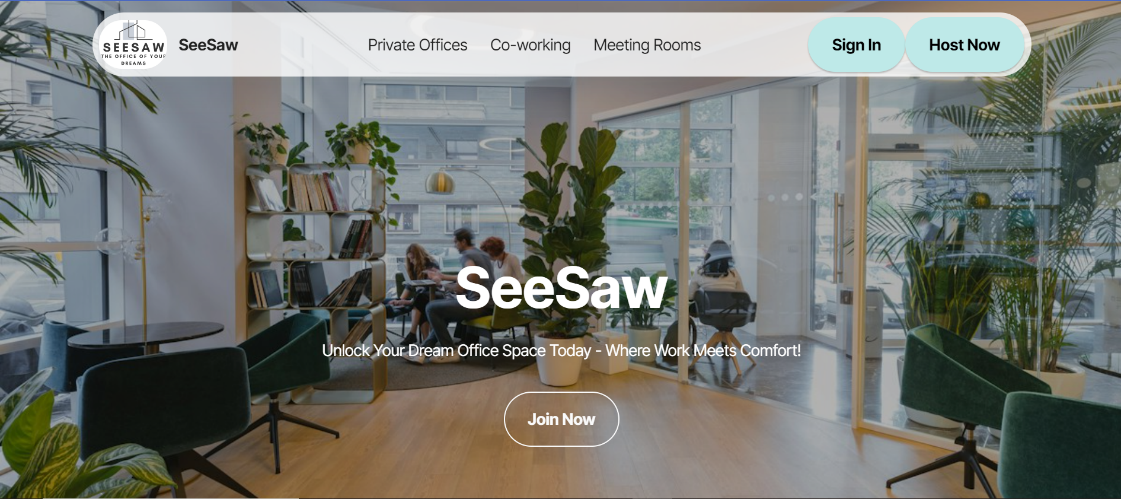 SEESAW
THE OFFICE OF YOUR
DREAMS
SeeSaw
Private Offices
Co-working
Meeting Rooms
Sign In
Host Now
SeeSaw
Unlock Your Dream Office Space Today - Where Work Meets Comfort!
Join Now